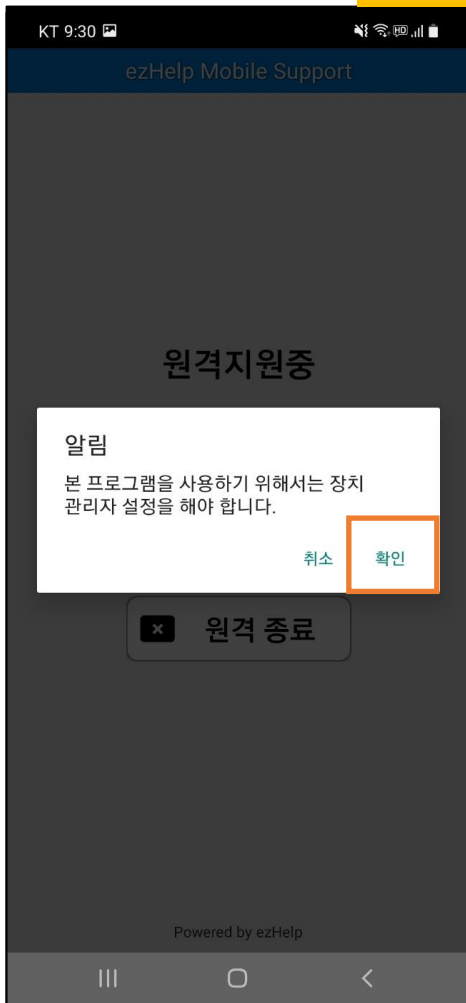 KT 9:30
HD
ezHelp Mobile Support
원격지원중
알림
본 프로그램을 사용하기 위해서는 장치
관리자 설정을 해야 합니다.
취소 확인
원격 종료
Powered by ezHelp